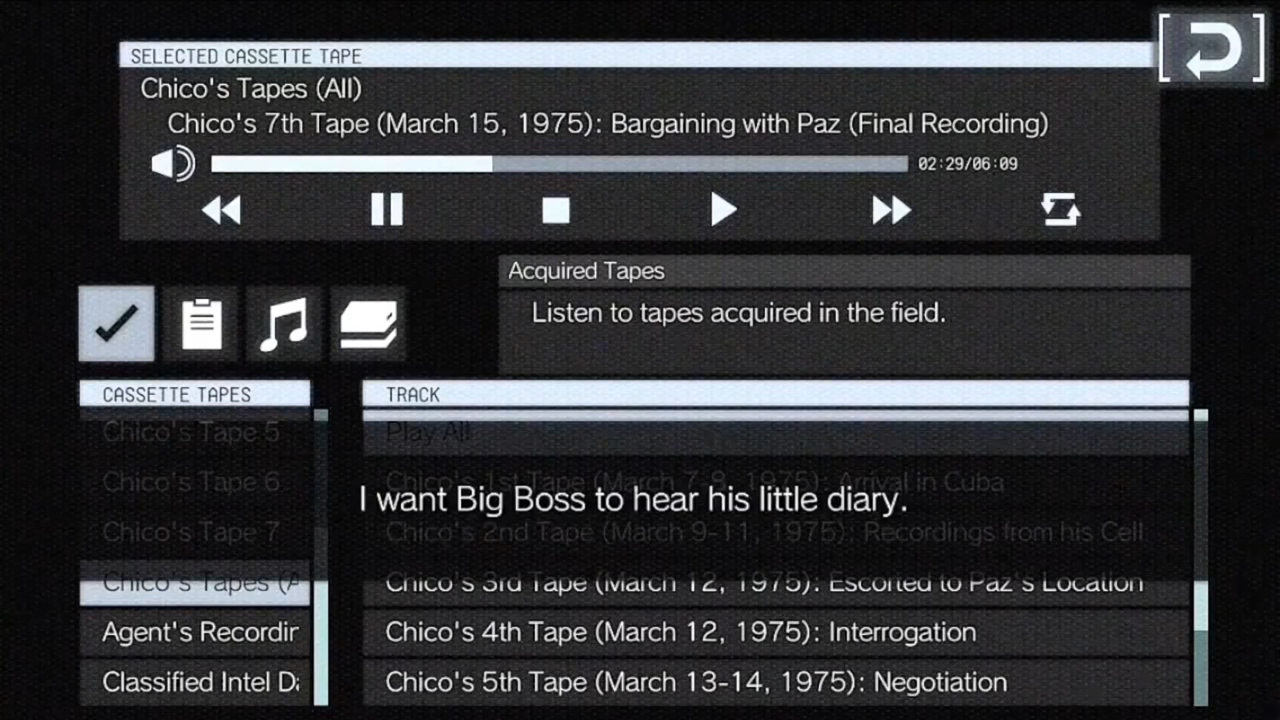 SELECTED CASSETTE TAPE
Chico's Tapes (All)
Chico's 7th Tape (March 15, 1975): Bargaining with Paz (Final Recording)
02:29/06:09
Acquired Tapes
Listen to tapes acquired in the field.
CASSETTE TAPES
TRACK
Chico's Tape 5
Play All
Chico's Tape 6
Chico's 1st Tape (March 7-8, 1975): Arrival in Cuba
I want Big Boss to hear his little diary.
Chico's Tape 7
Chico's 2nd Tape (March 9-11, 1975): Recordings from his Cell
Chico's Tapes (A
Chico's 3rd Tape (March 12, 1975): Escorted to Paz's Location
Agent's Recordin
Chico's 4th Tape (March 12, 1975): Interrogation
Classified Intel Da
Chico's 5th Tape (March 13-14, 1975): Negotiation